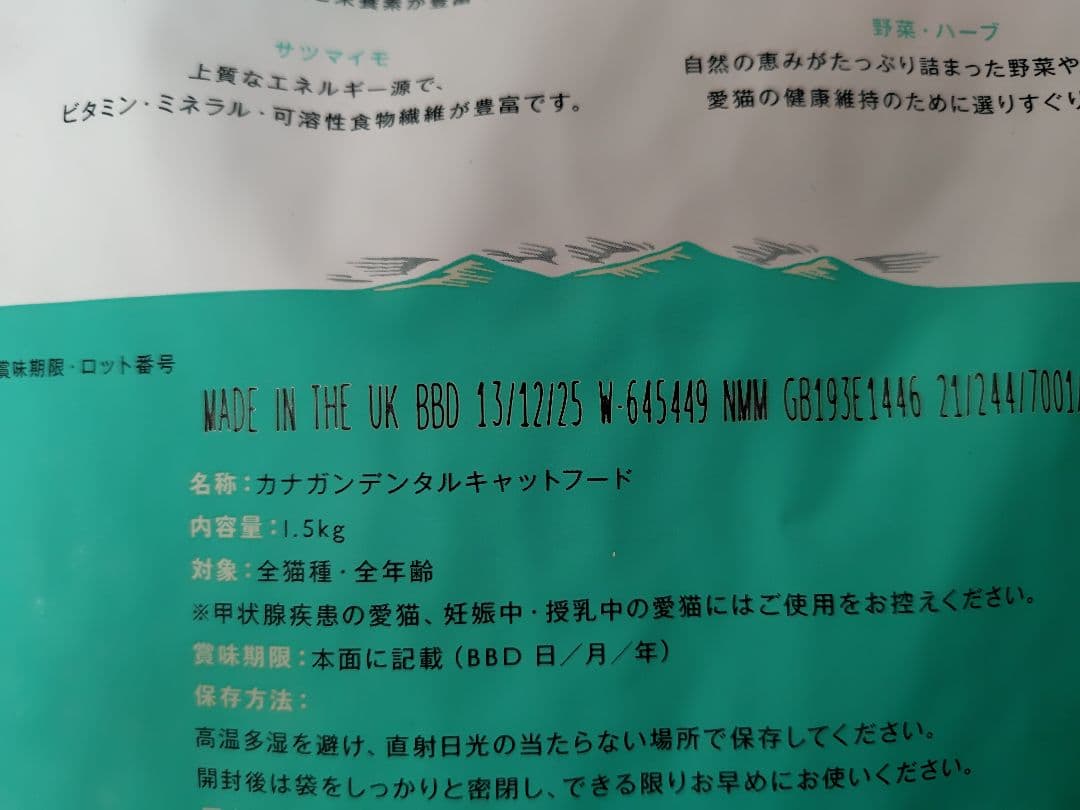 栄養素が豊富
サツマイモ
上質なエネルギー源で、
ビタミン・ミネラル・可溶性食物繊維が豊富です。
野菜・ハーブ
自然の恵みがたっぷり詰まった野菜や
愛猫の健康維持のために選りすぐり
賞味期限・ロット番号
MADE IN THE UK BBD 13/12/25 W-645449 NMM GB193E1446 21/244/7001/
名称：カナガンデンタルキャットフード
内容量：1.5kg
対象：全猫種・全年齢
※甲状腺疾患の愛猫、妊娠中・授乳中の愛猫にはご使用をお控えください。
賞味期限：本面に記載（BBD 日／月／年）
保存方法：
高温多湿を避け、直射日光の当たらない場所で保存してください。
開封後は袋をしっかりと密閉し、できる限りお早めにお使いください。